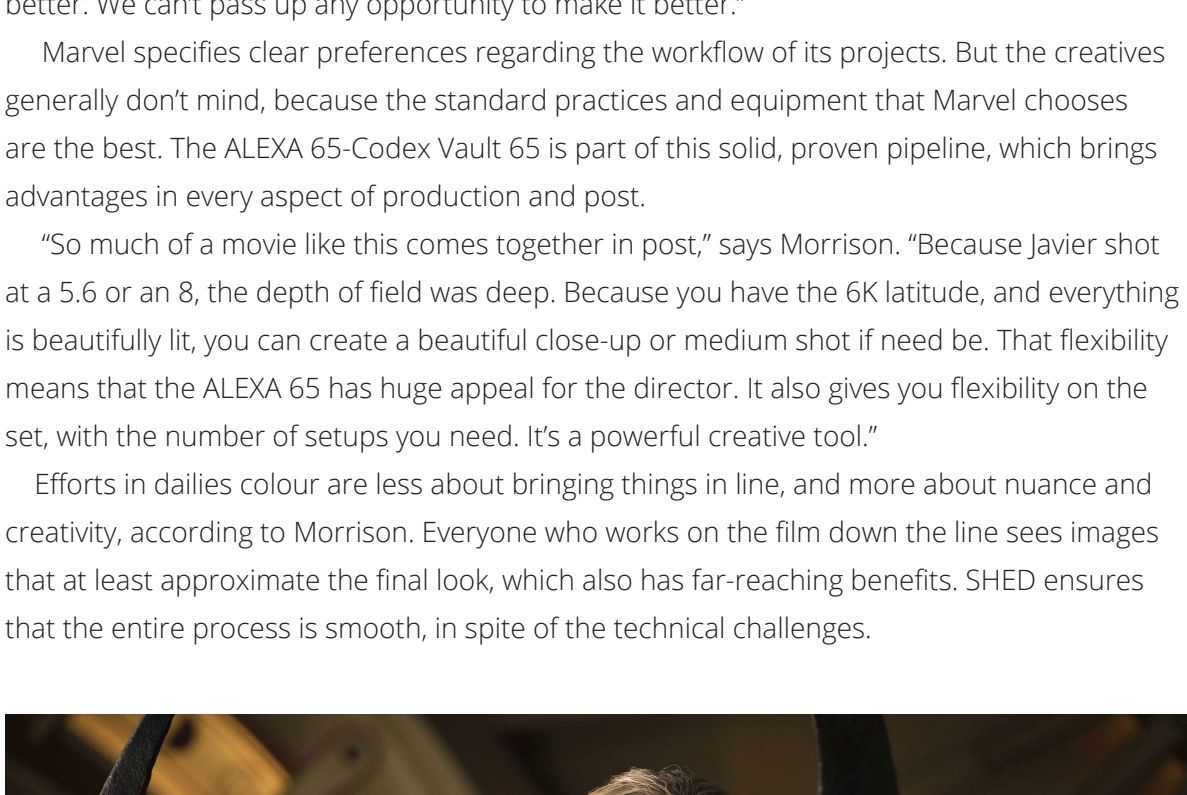 better. We can’t pass up any opportunity to make it better.”
Marvel specifies clear preferences regarding the workflow of its projects. But the creatives
generally don’t mind, because the standard practices and equipment that Marvel chooses
are the best. The ALEXA 65-Codex Vault 65 is part of this solid, proven pipeline, which brings
advantages in every aspect of production and post.
“So much of a movie like this comes together in post,” says Morrison. “Because Javier shot
at a 5.6 or an 8, the depth of field was deep. Because you have the 6K latitude, and everything
is beautifully lit, you can create a beautiful close-up or medium shot if need be. That flexibility
means that the ALEXA 65 has huge appeal for the director. It also gives you flexibility on the
set, with the number of setups you need. It’s a powerful creative tool.”
Efforts in dailies colour are less about bringing things in line, and more about nuance and
creativity, according to Morrison. Everyone who works on the film down the line sees images
that at least approximate the final look, which also has far-reaching benefits. SHED ensures
that the entire process is smooth, in spite of the technical challenges.